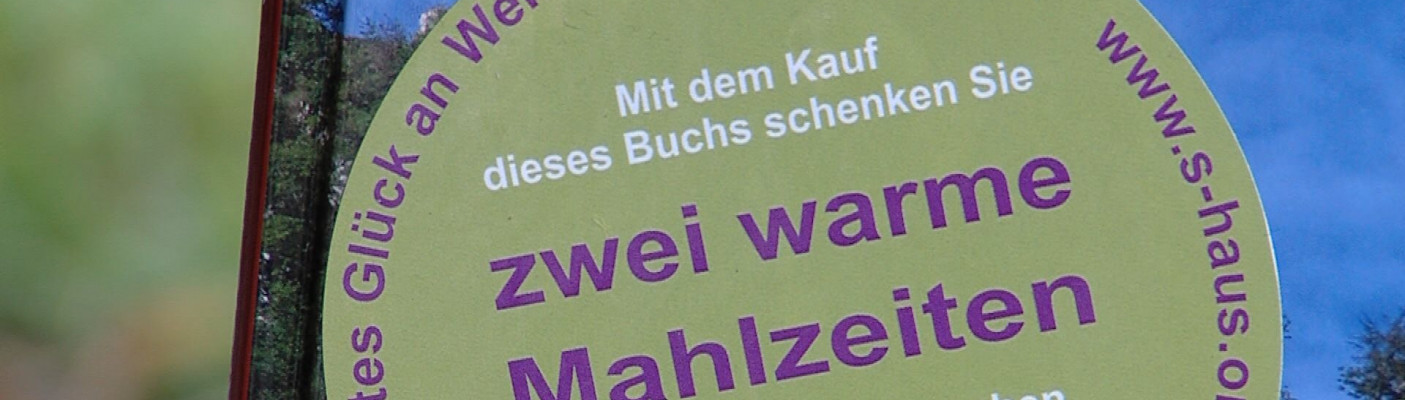 Glück an
Mit dem Kauf
dieses Buchs schenken Sie
zwei warme
Mahlzeiten
www.s-haus.